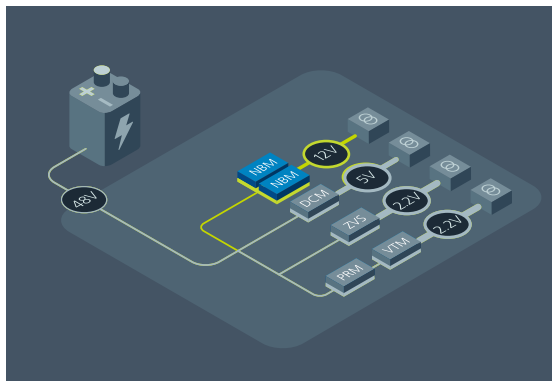 + -
48V
NBM
NBM
12V
DCM
5V
ZVS
2.2V
PRM
VTM
2.2V